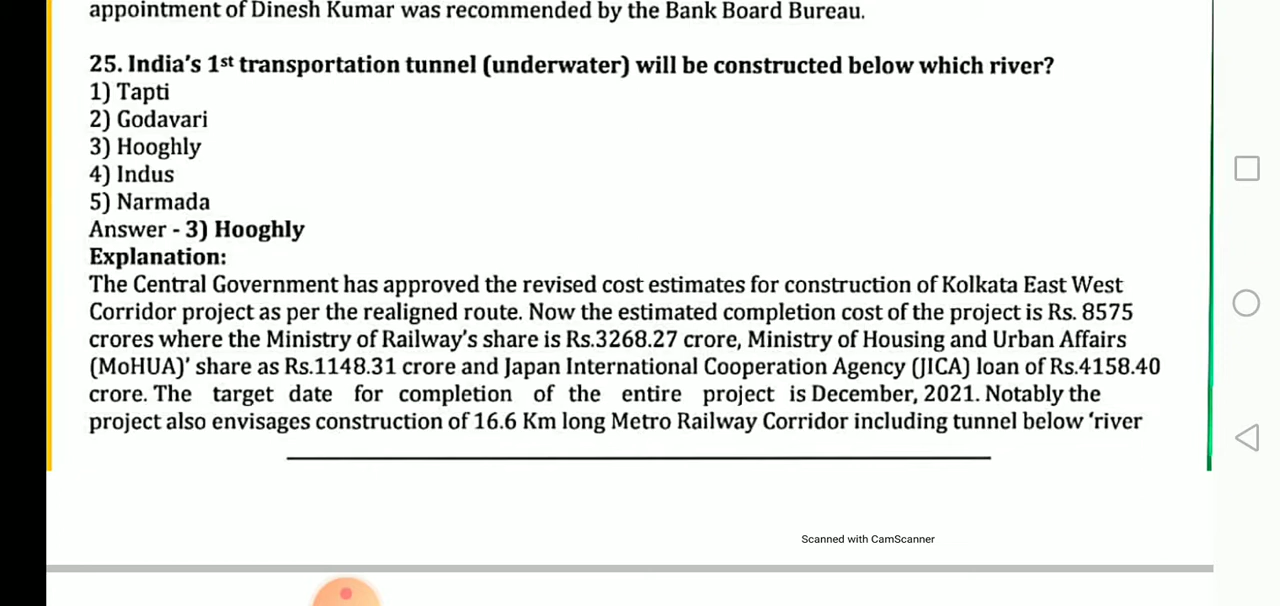 appointment of Dinesh Kumar was recommended by the Bank Board Bureau.
25. India's 1st transportation tunnel (underwater) will be constructed below which river?
1) Tapti
2) Godavari
3) Hooghly
4) Indus
5) Narmada
Answer - 3) Hooghly
Explanation:
The Central Government has approved the revised cost estimates for construction of Kolkata East West
Corridor project as per the realigned route. Now the estimated completion cost of the project is Rs. 8575
crores where the Ministry of Railway's share is Rs.3268.27 crore, Ministry of Housing and Urban Affairs
(MoHUA)' share as Rs.1148.31 crore and Japan International Cooperation Agency (JICA) loan of Rs.4158.40
crore. The target date for completion of the entire project is December, 2021. Notably the
project also envisages construction of 16.6 Km long Metro Railway Corridor including tunnel below 'river
Scanned with CamScanner